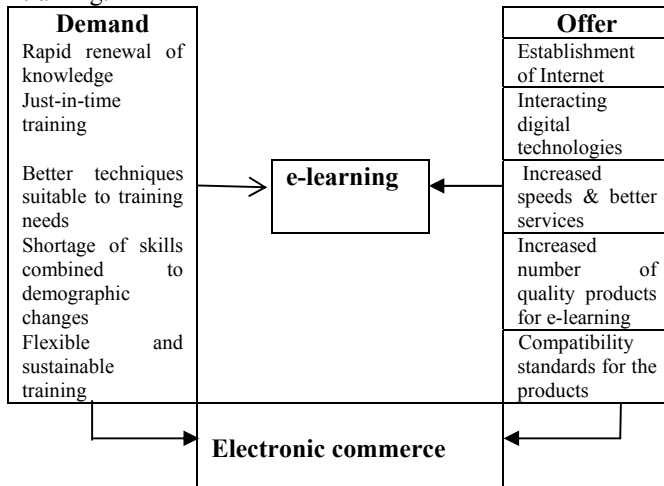 Demand
Rapid renewal of
knowledge
Just-in-time
training
Better techniques
suitable to training
needs
Shortage of skills
combined to
demographic
changes
Flexible and
sustainable
training
e-learning
Offer
Establishment
of Internet
Interacting
digital
technologies
Increased
speeds & better
services
Increased
number of
quality products
for e-learning
Compatibility
standards for the
products
Electronic commerce